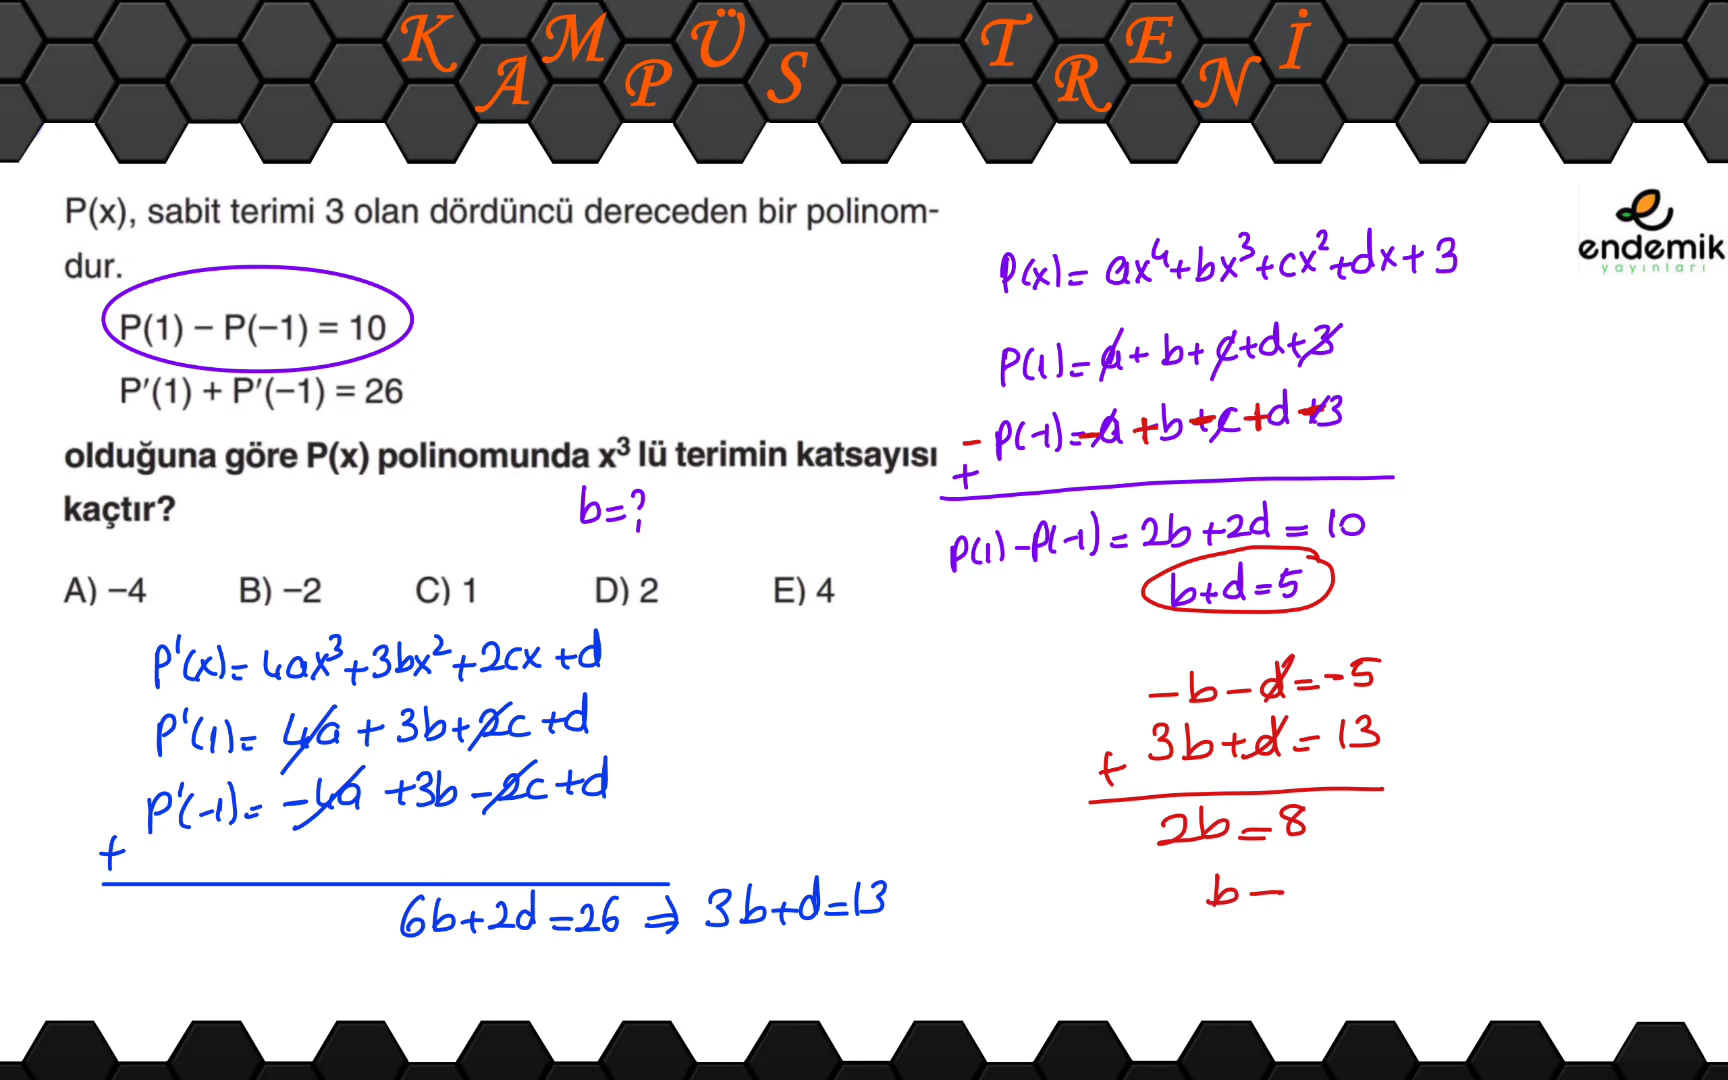 KAMPÜS TRENİ
endemik
yayınları
P(x), sabit terimi 3 olan dördüncü dereceden bir polinom-
dur.
P(1) − P(−1) = 10
P′(1) + P′(−1) = 26
olduğuna göre P(x) polinomunda x³ lü terimin katsayısı
kaçtır?
b=?
A) −4 B) −2 C) 1 D) 2 E) 4
P'(x)= 4ax³+3bx²+2cx+d
P'(1)= 4a+3b+2c+d
P'(-1)= -4a+3b-2c+d
+
6b+2d=26 ⇒ 3b+d=13
P(x)= ax⁴+bx³+cx²+dx+3
P(1)= a+b+c+d+3
- P(-1)= -a+b-c+d-3
+
P(1)-P(-1)= 2b+2d= 10
b+d=5
-b-d=-5
+ 3b+d=13
2b=8
b −